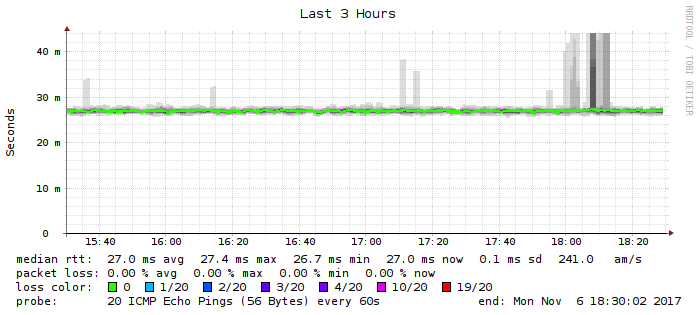 Last 3 Hours
RRDTOOL / TOBI OETIKER
Seconds
40 m
30 m
20 m
10 m
0
15:40 16:00 16:20 16:40 17:00 17:20 17:40 18:00 18:20
median rtt: 27.0 ms avg 27.4 ms max 26.7 ms min 27.0 ms now 0.1 ms sd 241.0 am/s
packet loss: 0.00 % avg 0.00 % max 0.00 % min 0.00 % now
loss color: 0 1/20 2/20 3/20 4/20 10/20 19/20
probe: 20 ICMP Echo Pings (56 Bytes) every 60s end: Mon Nov 6 18:30:02 2017